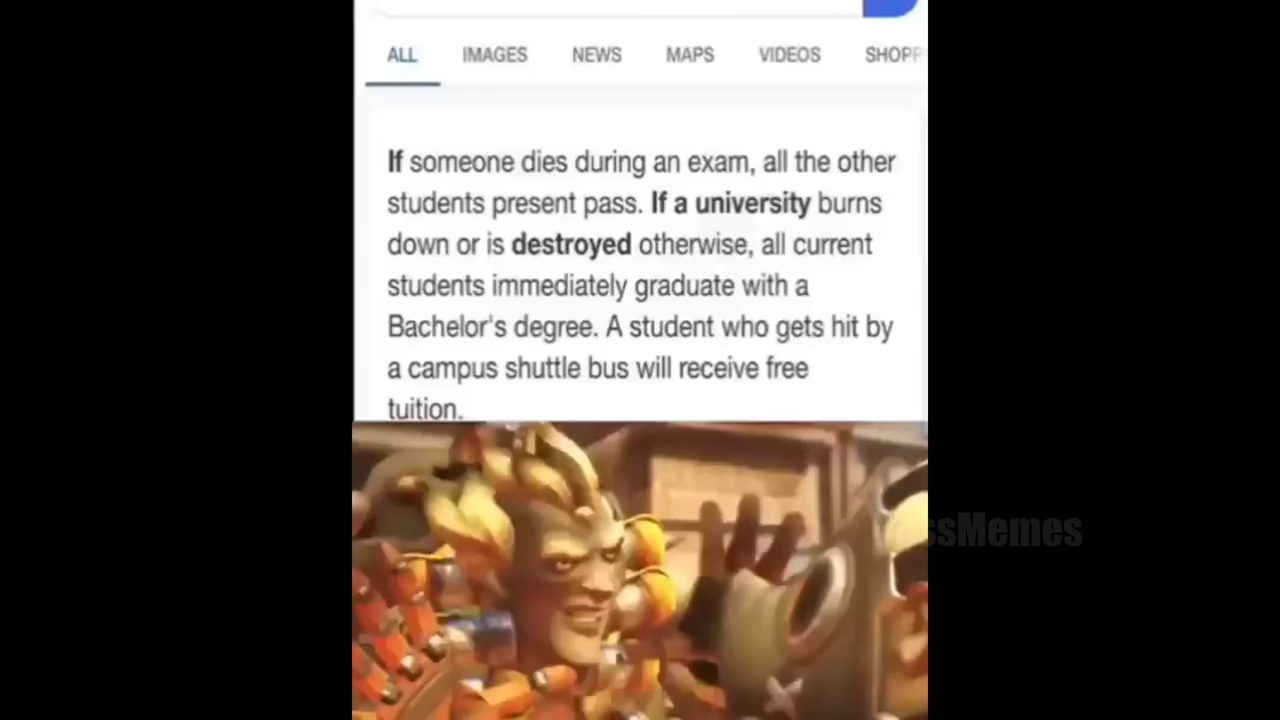 ALL IMAGES NEWS MAPS VIDEOS SHOPP
If someone dies during an exam, all the other
students present pass. If a university burns
down or is destroyed otherwise, all current
students immediately graduate with a
Bachelor's degree. A student who gets hit by
a campus shuttle bus will receive free
tuition.
ssMemes